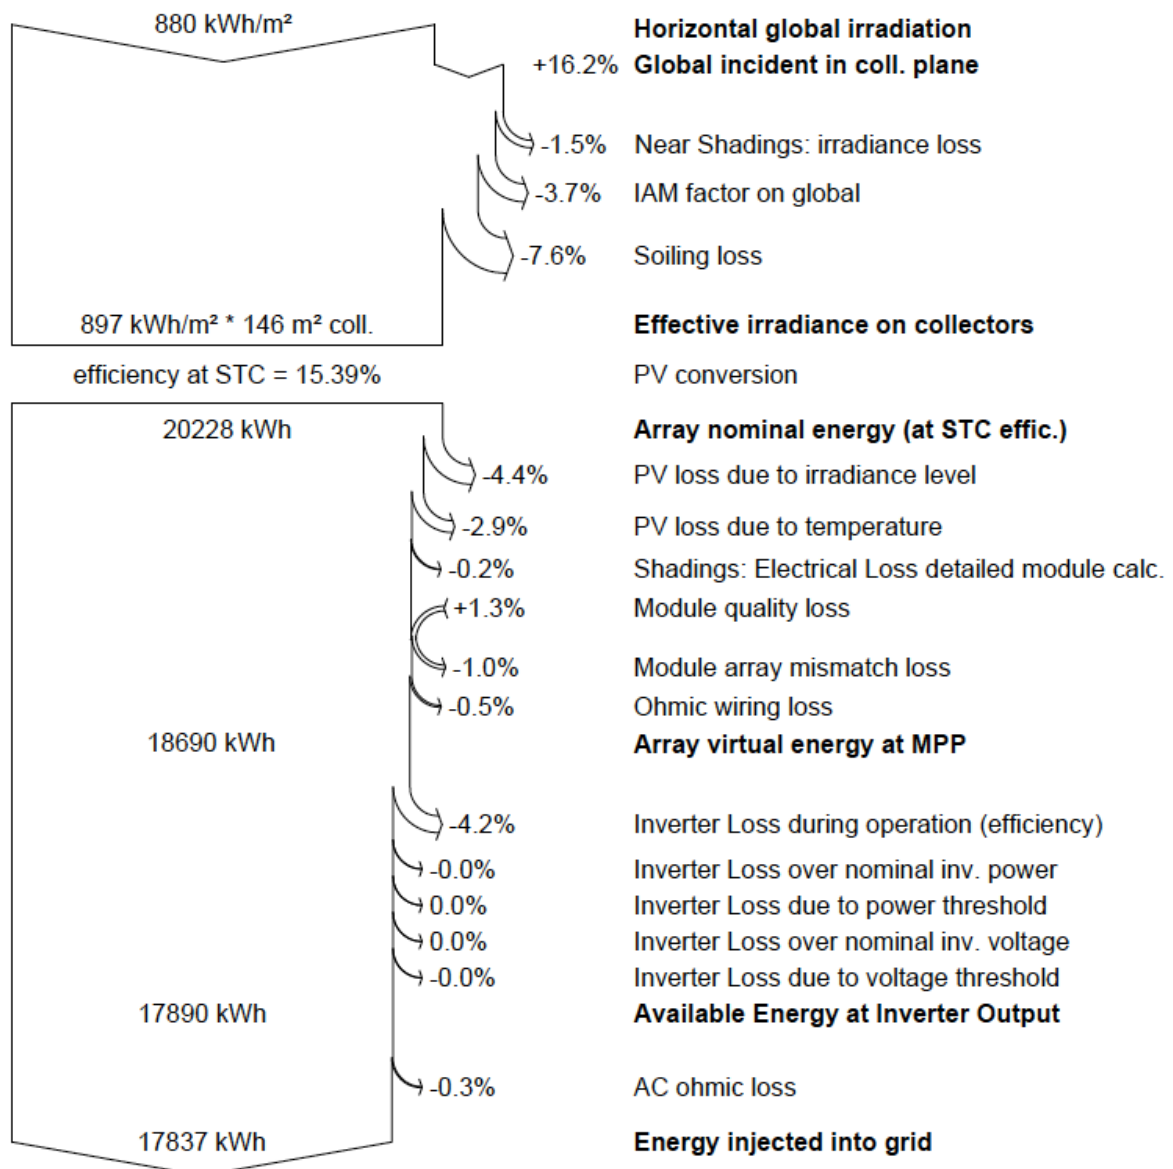 880 kWh/m²
Horizontal global irradiation
+16.2% Global incident in coll. plane
-1.5% Near Shadings: irradiance loss
-3.7% IAM factor on global
-7.6% Soiling loss
897 kWh/m² * 146 m² coll. Effective irradiance on collectors
efficiency at STC = 15.39% PV conversion
20228 kWh Array nominal energy (at STC effic.)
-4.4% PV loss due to irradiance level
-2.9% PV loss due to temperature
-0.2% Shadings: Electrical Loss detailed module calc.
+1.3% Module quality loss
-1.0% Module array mismatch loss
-0.5% Ohmic wiring loss
18690 kWh Array virtual energy at MPP
-4.2% Inverter Loss during operation (efficiency)
-0.0% Inverter Loss over nominal inv. power
0.0% Inverter Loss due to power threshold
0.0% Inverter Loss over nominal inv. voltage
-0.0% Inverter Loss due to voltage threshold
17890 kWh Available Energy at Inverter Output
-0.3% AC ohmic loss
17837 kWh Energy injected into grid